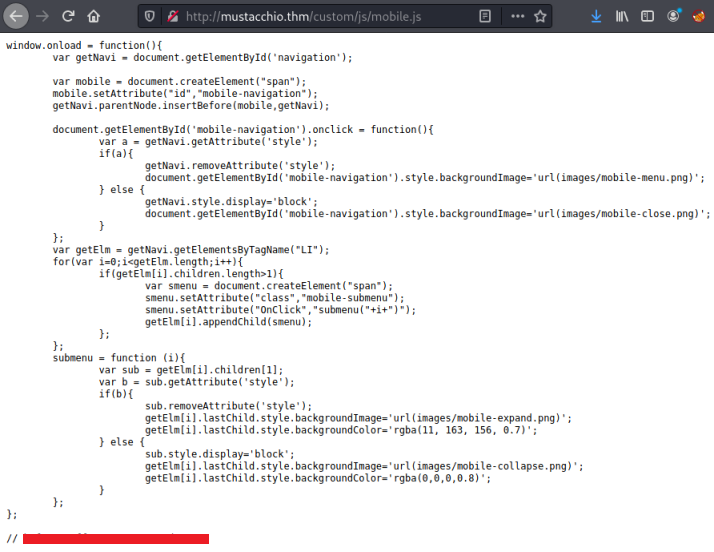 http://mustacchio.thm/custom/js/mobile.js
window.onload = function(){
var getNavi = document.getElementById('navigation');
var mobile = document.createElement("span");
mobile.setAttribute("id","mobile-navigation");
getNavi.parentNode.insertBefore(mobile,getNavi);
document.getElementById('mobile-navigation').onclick = function(){
var a = getNavi.getAttribute('style');
if(a){
getNavi.removeAttribute('style');
document.getElementById('mobile-navigation').style.backgroundImage='url(images/mobile-menu.png)';
} else {
getNavi.style.display='block';
document.getElementById('mobile-navigation').style.backgroundImage='url(images/mobile-close.png)';
}
};
var getElm = getNavi.getElementsByTagName("LI");
for(var i=0;i<getElm.length;i++){
if(getElm[i].children.length>1){
var smenu = document.createElement("span");
smenu.setAttribute("class","mobile-submenu");
smenu.setAttribute("OnClick","submenu("+i+")");
getElm[i].appendChild(smenu);
};
};
submenu = function (i){
var sub = getElm[i].children[1];
var b = sub.getAttribute('style');
if(b){
sub.removeAttribute('style');
getElm[i].lastChild.style.backgroundImage='url(images/mobile-expand.png)';
getElm[i].lastChild.style.backgroundColor='rgba(11, 163, 156, 0.7)';
} else {
sub.style.display='block';
getElm[i].lastChild.style.backgroundImage='url(images/mobile-collapse.png)';
getElm[i].lastChild.style.backgroundColor='rgba(0,0,0,0.8)';
}
};
};
//